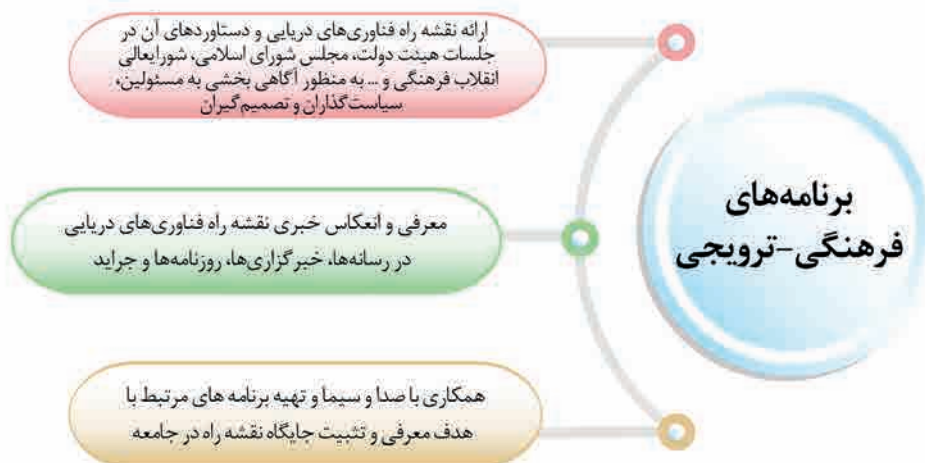 برنامه‌های
فرهنگی-ترویجی
ارائه نقشه راه فناوری‌های دریایی و دستاوردهای آن در
جلسات هیئت دولت، مجلس شورای اسلامی، شورایعالی
انقلاب فرهنگی و ... به منظور آگاهی بخشی به مسئولین،
سیاست‌گذاران و تصمیم‌گیران
معرفی و انعکاس خبری نقشه راه فناوری‌های دریایی
در رسانه‌ها، خبرگزاری‌ها، روزنامه‌ها و جراید
همکاری با صدا و سیما و تهیه برنامه های مرتبط با
هدف معرفی و تثبیت جایگاه نقشه راه در جامعه